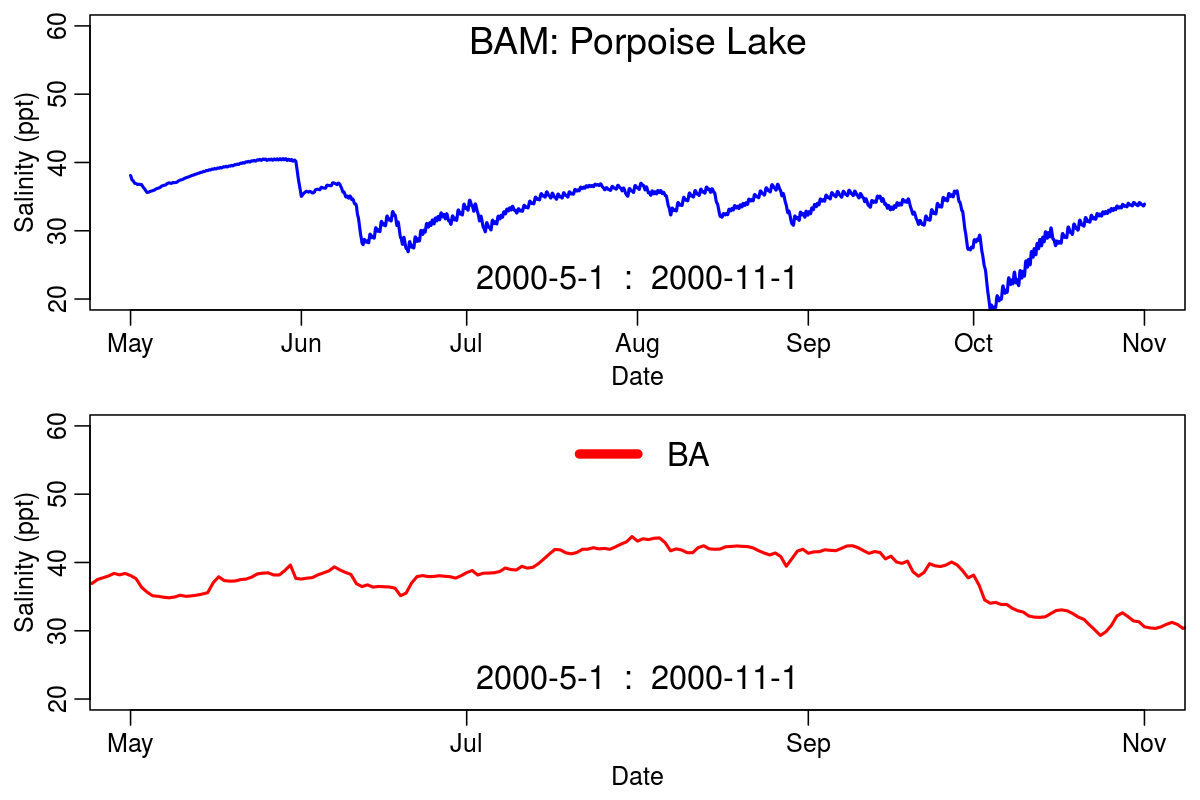 BAM: Porpoise Lake
60
50
40
30
20
Salinity (ppt)
2000-5-1 : 2000-11-1
May Jun Jul Aug Sep Oct Nov
Date
BA
60
50
40
30
20
Salinity (ppt)
2000-5-1 : 2000-11-1
May Jul Sep Nov
Date